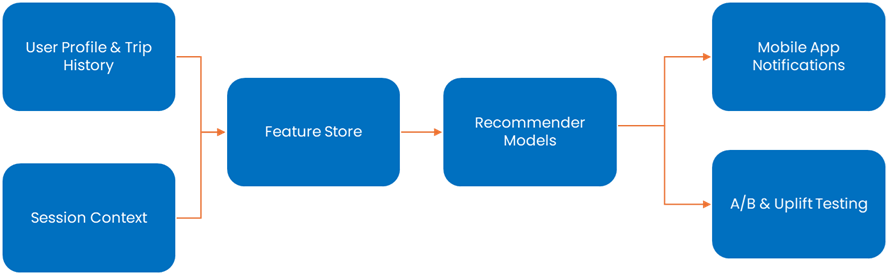 User Profile & Trip
History
Session Context
Feature Store
Recommender
Models
Mobile App
Notifications
A/B & Uplift Testing